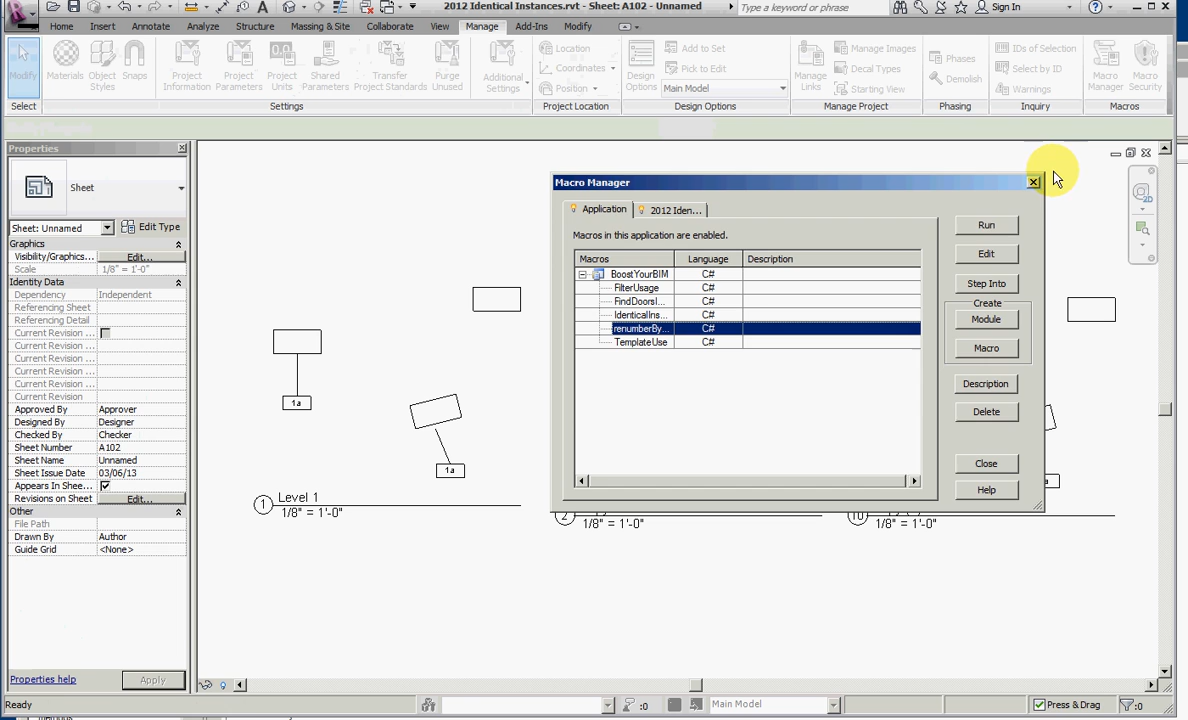 2012 Identical Instances.rvt - Sheet: A102 - Unnamed
Type a keyword or phrase
Sign In
Home Insert Annotate Analyze Structure Massing & Site Collaborate View Manage Add-Ins Modify
Modify
Materials
Object Styles
Snaps
Project Information
Project Parameters
Project Units
Shared Parameters
Transfer Project Standards
Purge Unused
Additional Settings
Location
Coordinates
Position
Design Options
Add to Set
Pick to Edit
Main Model
Manage Links
Manage Images
Decal Types
Starting View
Phases
Demolish
IDs of Selection
Select by ID
Warnings
Macro Manager
Macro Security
Select
Settings
Project Location
Design Options
Manage Project
Phasing
Inquiry
Macros
Properties
Sheet
Sheet: Unnamed
Edit Type
Graphics
Visibility/Graphics... Edit...
Scale 1/8" = 1'-0"
Identity Data
Dependency Independent
Referencing Sheet
Referencing Detail
Current Revision ...
Current Revision ...
Current Revision ...
Current Revision ...
Current Revision
Approved By Approver
Designed By Designer
Checked By Checker
Sheet Number A102
Sheet Name Unnamed
Sheet Issue Date 03/06/13
Appears In Shee...
Revisions on Sheet Edit...
Other
File Path
Drawn By Author
Guide Grid <None>
Properties help
Apply
1a
1a
1 Level 1
1/8" = 1'-0"
2
1/8" = 1'-0"
10
1/8" = 1'-0"
a
2D
Macro Manager
Application
2012 Iden...
Macros in this application are enabled.
Macros Language Description
BoostYourBIM C#
FilterUsage C#
FindDoorsI... C#
IdenticalIns... C#
renumberBy... C#
TemplateUse C#
Run
Edit
Step Into
Create
Module
Macro
Description
Delete
Close
Help
Ready
:0
Main Model
Press & Drag
:0